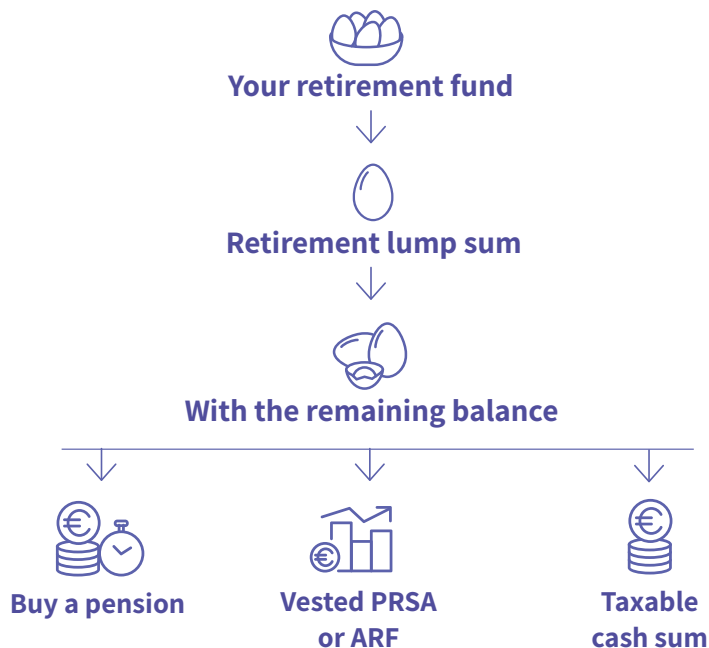 Your retirement fund
Retirement lump sum
With the remaining balance
€
€
€
Buy a pension
Vested PRSA
or ARF
Taxable
cash sum